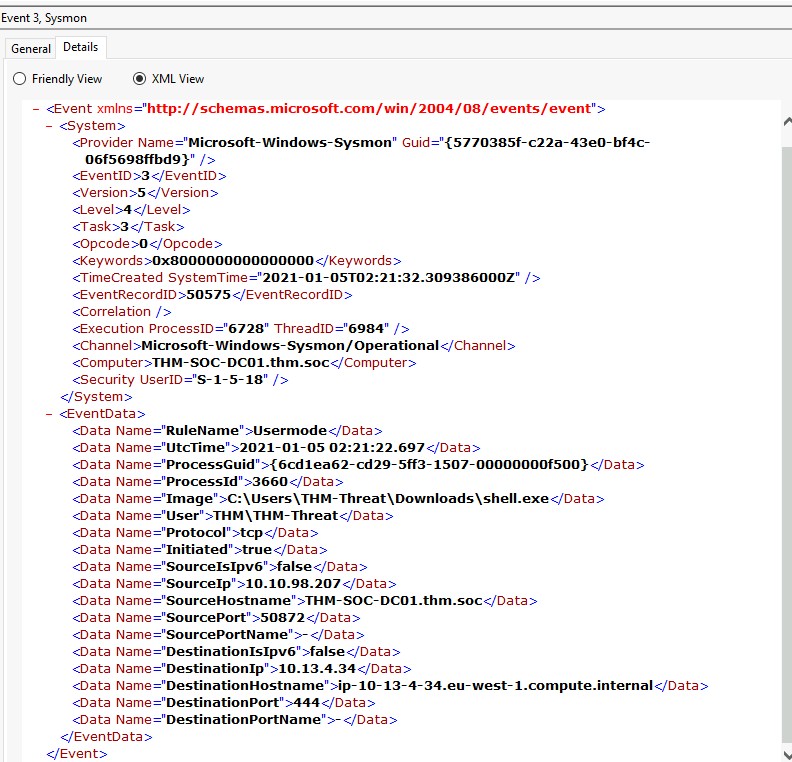 Event 3, Sysmon
General Details
Friendly View XML View
- <Event xmlns="http://schemas.microsoft.com/win/2004/08/events/event">
- <System>
<Provider Name="Microsoft-Windows-Sysmon" Guid="{5770385f-c22a-43e0-bf4c-
06f5698ffbd9}" />
<EventID>3</EventID>
<Version>5</Version>
<Level>4</Level>
<Task>3</Task>
<Opcode>0</Opcode>
<Keywords>0x8000000000000000</Keywords>
<TimeCreated SystemTime="2021-01-05T02:21:32.309386000Z" />
<EventRecordID>50575</EventRecordID>
<Correlation />
<Execution ProcessID="6728" ThreadID="6984" />
<Channel>Microsoft-Windows-Sysmon/Operational</Channel>
<Computer>THM-SOC-DC01.thm.soc</Computer>
<Security UserID="S-1-5-18" />
</System>
- <EventData>
<Data Name="RuleName">Usermode</Data>
<Data Name="UtcTime">2021-01-05 02:21:22.697</Data>
<Data Name="ProcessGuid">{6cd1ea62-cd29-5ff3-1507-00000000f500}</Data>
<Data Name="ProcessId">3660</Data>
<Data Name="Image">C:\Users\THM-Threat\Downloads\shell.exe</Data>
<Data Name="User">THM\THM-Threat</Data>
<Data Name="Protocol">tcp</Data>
<Data Name="Initiated">true</Data>
<Data Name="SourceIsIpv6">false</Data>
<Data Name="SourceIp">10.10.98.207</Data>
<Data Name="SourceHostname">THM-SOC-DC01.thm.soc</Data>
<Data Name="SourcePort">50872</Data>
<Data Name="SourcePortName">-</Data>
<Data Name="DestinationIsIpv6">false</Data>
<Data Name="DestinationIp">10.13.4.34</Data>
<Data Name="DestinationHostname">ip-10-13-4-34.eu-west-1.compute.internal</Data>
<Data Name="DestinationPort">444</Data>
<Data Name="DestinationPortName">-</Data>
</EventData>
</Event>